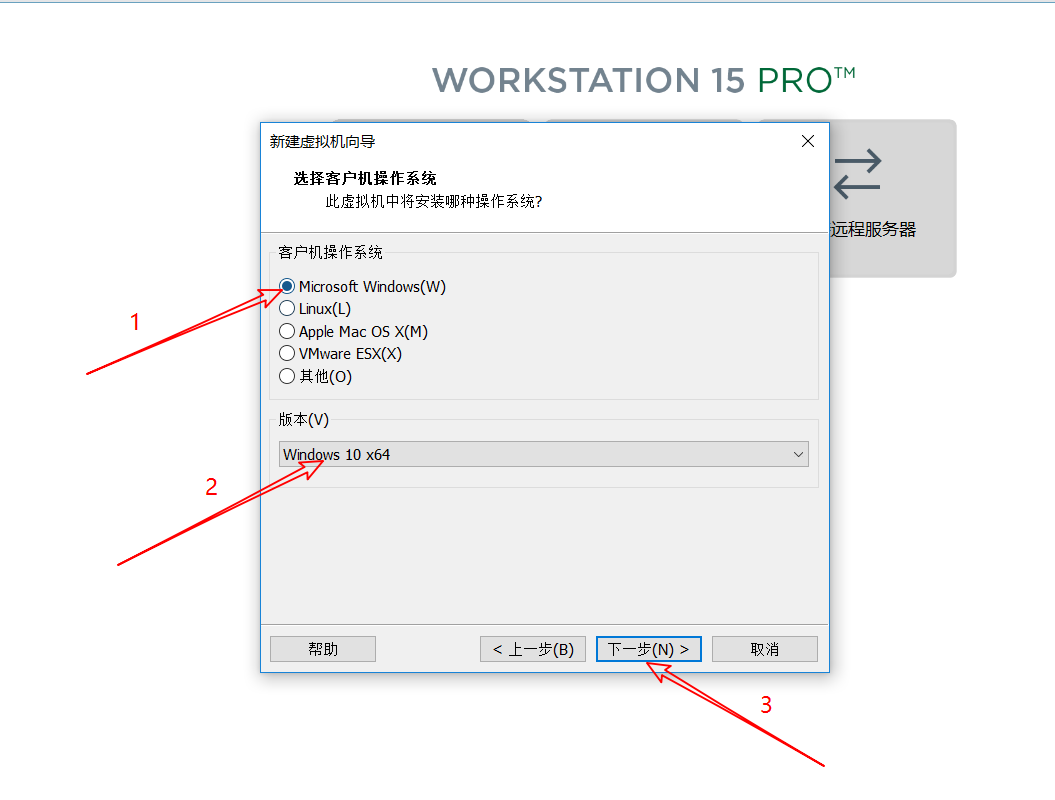 WORKSTATION 15 PRO™
新建虚拟机向导
选择客户机操作系统
此虚拟机中将安装哪种操作系统?
远程服务器
客户机操作系统
Microsoft Windows(W)
1
Linux(L)
Apple Mac OS X(M)
VMware ESX(X)
其他(O)
版本(V)
Windows 10 x64
2
帮助
< 上一步(B)
下一步(N) >
取消
3